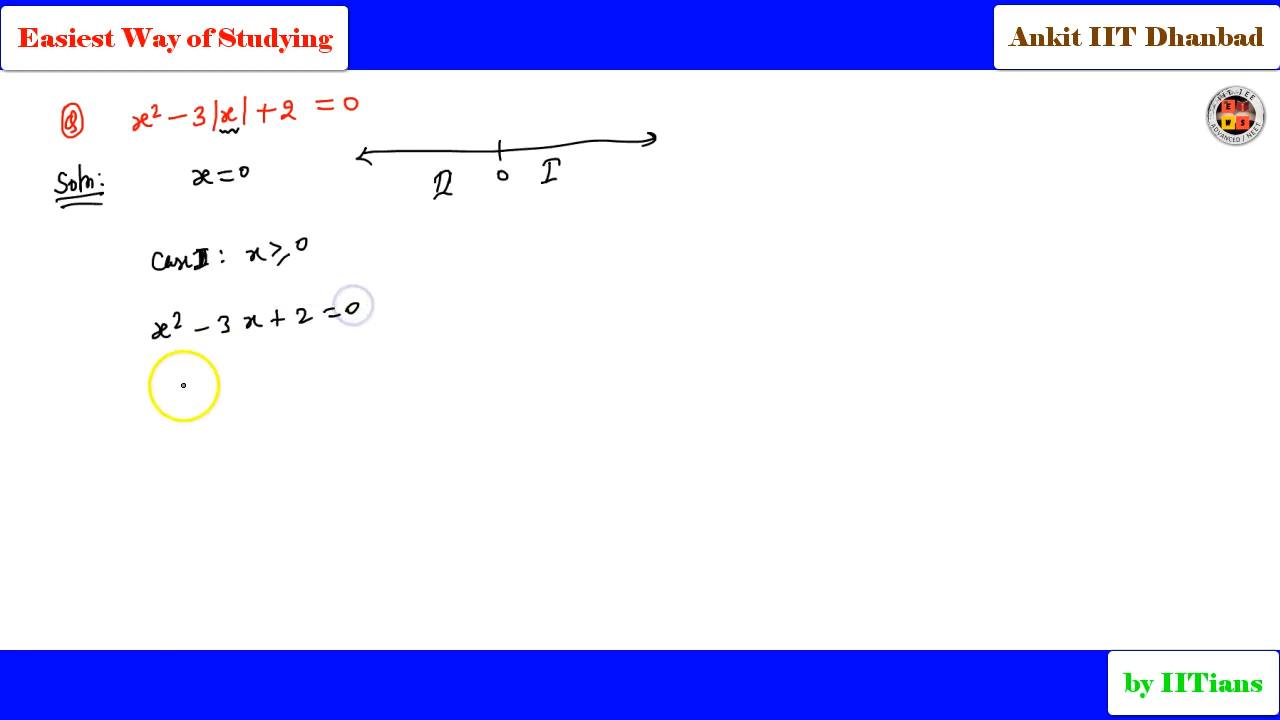 Easiest Way of Studying
Ankit IIT Dhanbad
Q x² - 3|x| + 2 = 0
Soln: x = 0
II 0 I
Case I: x ≥ 0
x² - 3x + 2 = 0
by IITians